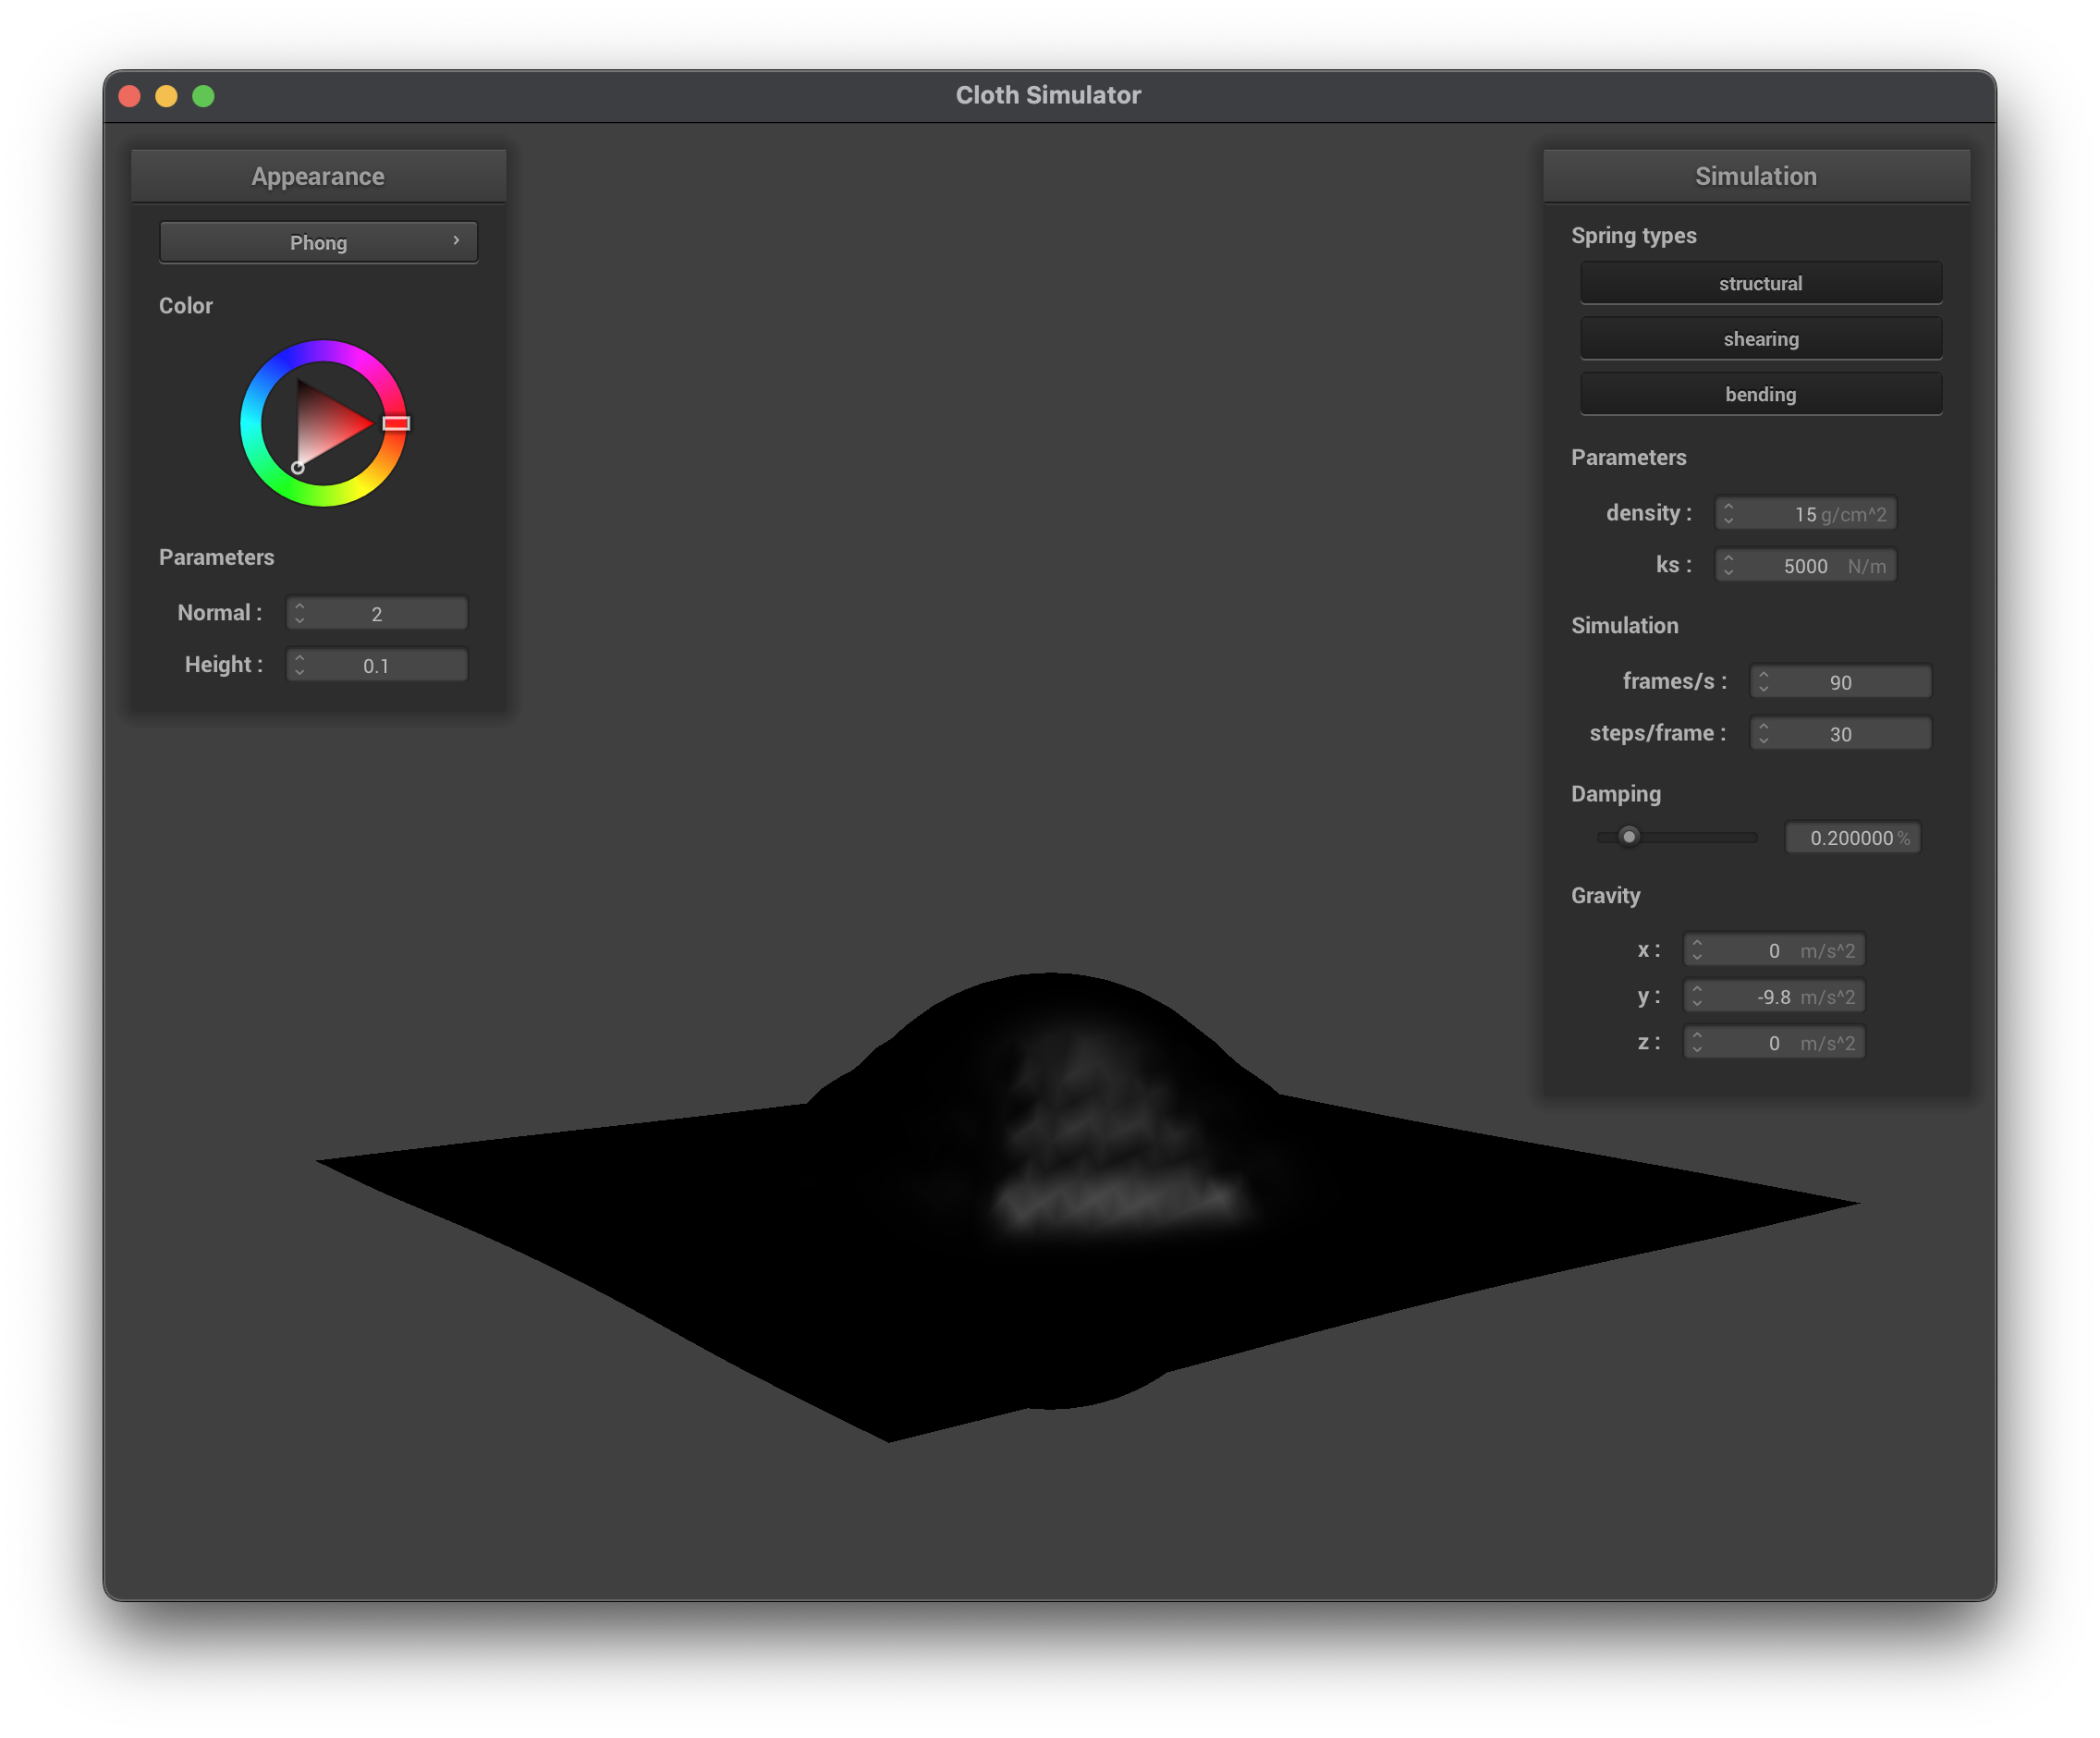 Cloth Simulator
Appearance
Phong
Color
Parameters
Normal : 2
Height : 0.1
Simulation
Spring types
structural
shearing
bending
Parameters
density : 15 g/cm^2
ks : 5000 N/m
Simulation
frames/s : 90
steps/frame : 30
Damping
0.200000 %
Gravity
x : 0 m/s^2
y : -9.8 m/s^2
z : 0 m/s^2